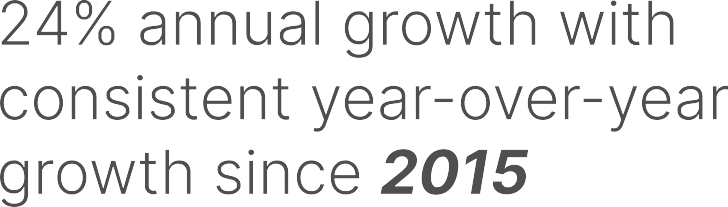 24% annual growth with
consistent year-over-year
growth since 2015